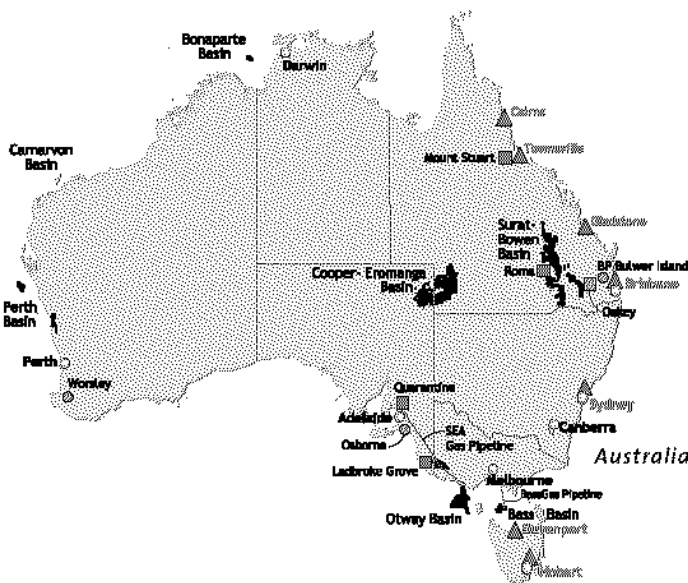 Bonaparte
Basin
Darwin
Carnarvon
Basin
Cairns
Townsville
Mount Stuart
Gladstone
Surat-
Bowen
Basin
Roma
BP Bulwer Island
Brisbane
Oakey
Cooper- Eromanga
Basin
Perth
Basin
Perth
Worsley
Quarantine
Adelaide
Osborne
SEA
Gas Pipeline
Ladbroke Grove
Sydney
Canberra
Australia
Melbourne
BassGas Pipeline
Otway Basin
Bass Basin
Devenport
Hobart